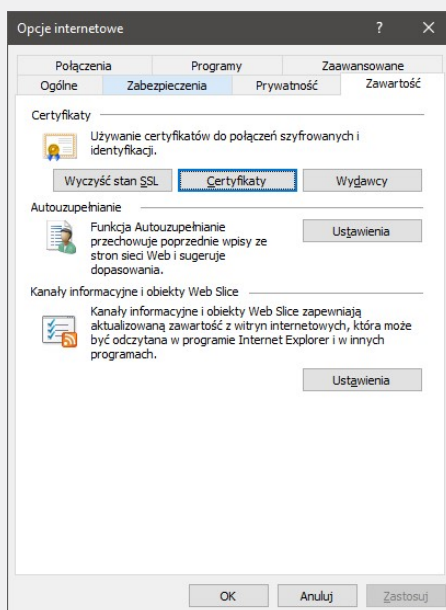 Opcje internetowe ? ×
Połączenia Programy Zaawansowane
Ogólne Zabezpieczenia Prywatność Zawartość
Certyfikaty
Używanie certyfikatów do połączeń szyfrowanych i
identyfikacji.
Wyczyść stan SSL Certyfikaty Wydawcy
Autouzupełnianie
Funkcja Autouzupełnianie
przechowuje poprzednie wpisy ze
stron sieci Web i sugeruje
dopasowania.
Ustawienia
Kanały informacyjne i obiekty Web Slice
Kanały informacyjne i obiekty Web Slice zapewniają
aktualizowaną zawartość z witryn internetowych, która może
być odczytana w programie Internet Explorer i w innych
programach.
Ustawienia
OK Anuluj Zastosuj